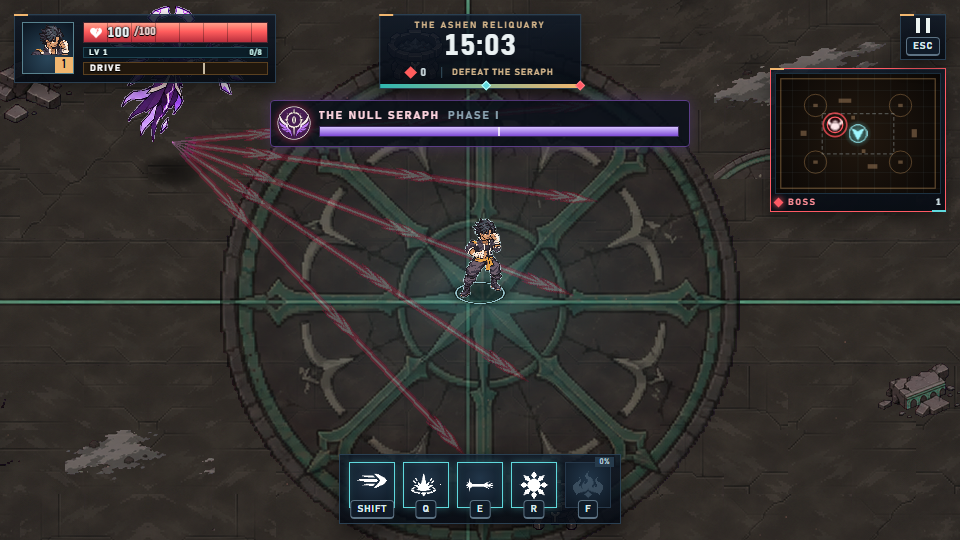 100 /100
LV 1 0/8
1
DRIVE
THE ASHEN RELIQUARY
15:03
0 DEFEAT THE SERAPH
ESC
THE NULL SERAPH PHASE I
BOSS 1
0%
SHIFT Q E R F